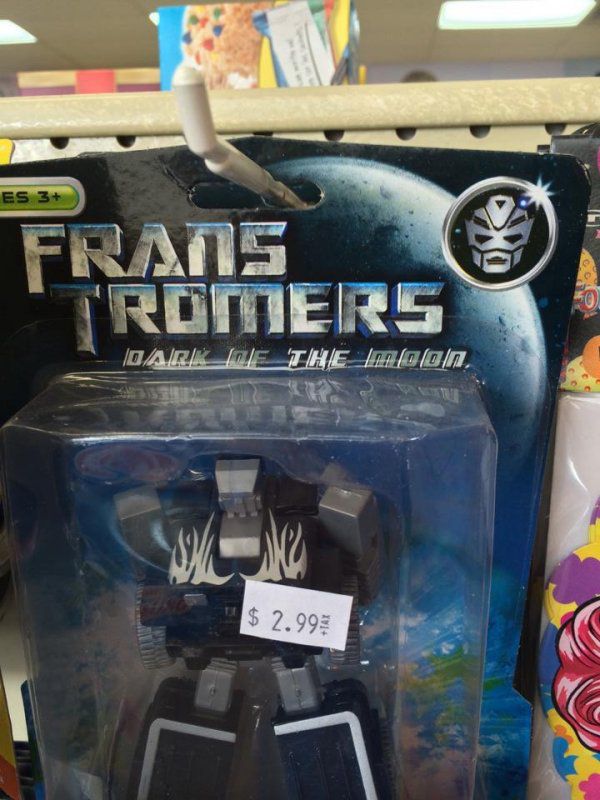 ES 3+
FRANS
TROMERS
DARK OF THE MOON
$ 2.99 +TAX